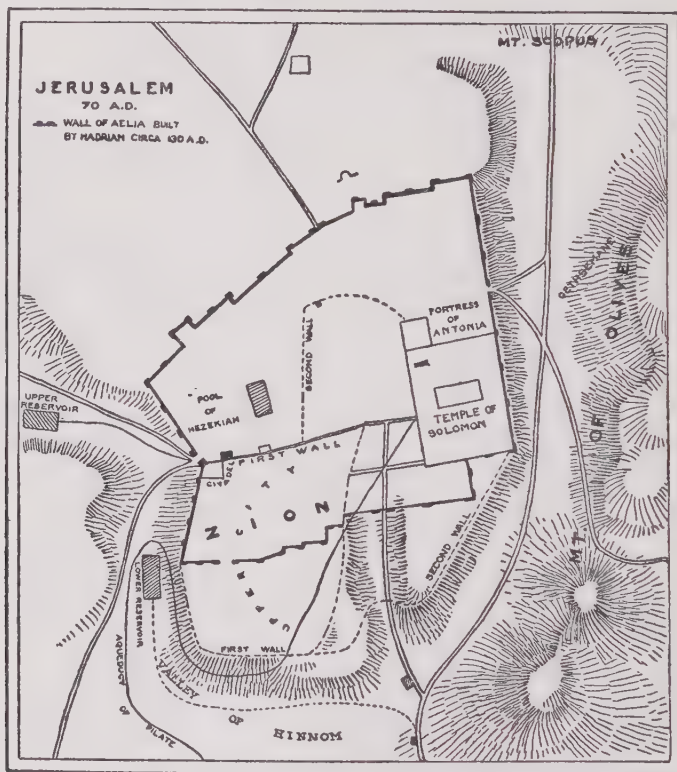 MT. SCOPUS
JERUSALEM
70 A.D.
WALL OF AELIA BUILT
BY HADRIAN CIRCA 130 A.D.
GETHSEMANE
MT. OF OLIVES
FORTRESS
OF
ANTONIA
SECOND WALL
TEMPLE OF
SOLOMON
POOL
OF
HEZEKIAH
UPPER
RESERVOIR
FIRST WALL
ZION
UPPER CITY
SECOND WALL
LOWER RESERVOIR
FIRST WALL
AQUEDUCT OF PILATE
VALLEY OF HINNOM